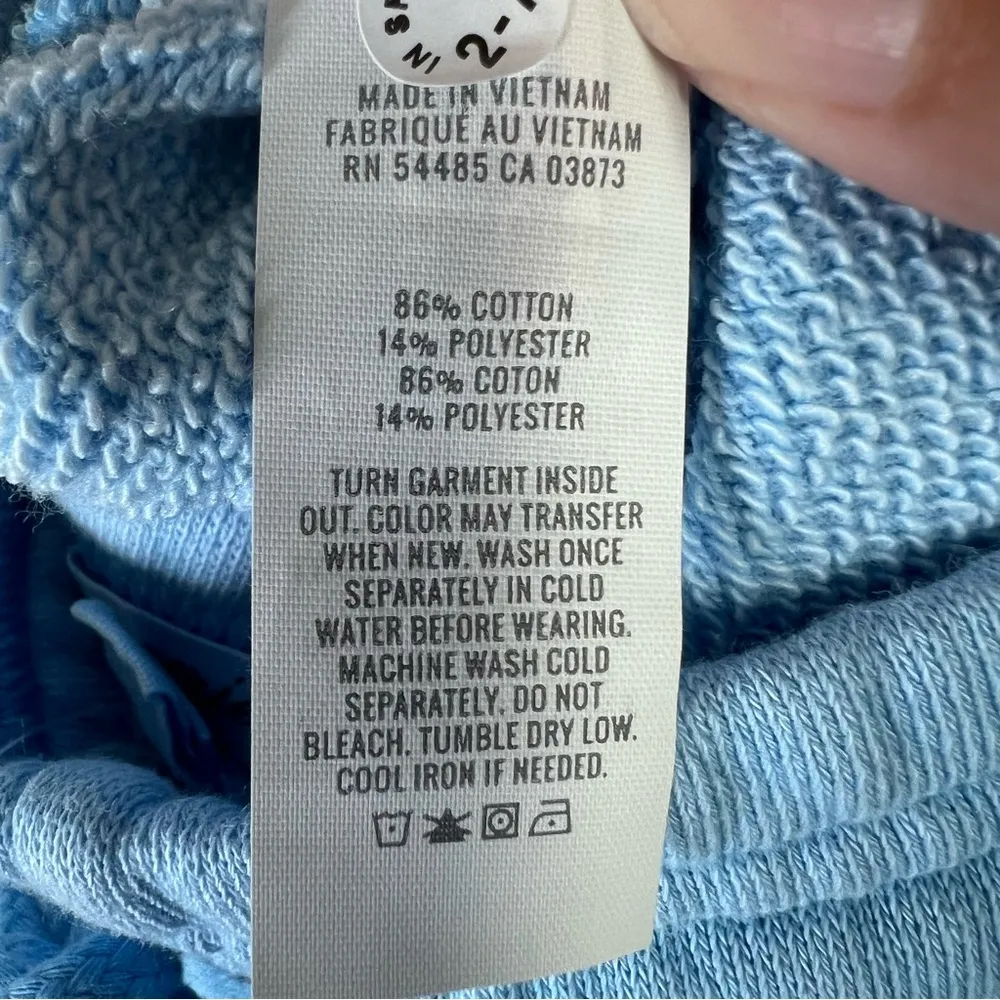 MADE IN VIETNAM
FABRIQUÉ AU VIETNAM
RN 54485 CA 03873
86% COTTON
14% POLYESTER
86% COTON
14% POLYESTER
TURN GARMENT INSIDE
OUT. COLOR MAY TRANSFER
WHEN NEW. WASH ONCE
SEPARATELY IN COLD
WATER BEFORE WEARING.
MACHINE WASH COLD
SEPARATELY. DO NOT
BLEACH. TUMBLE DRY LOW.
COOL IRON IF NEEDED.